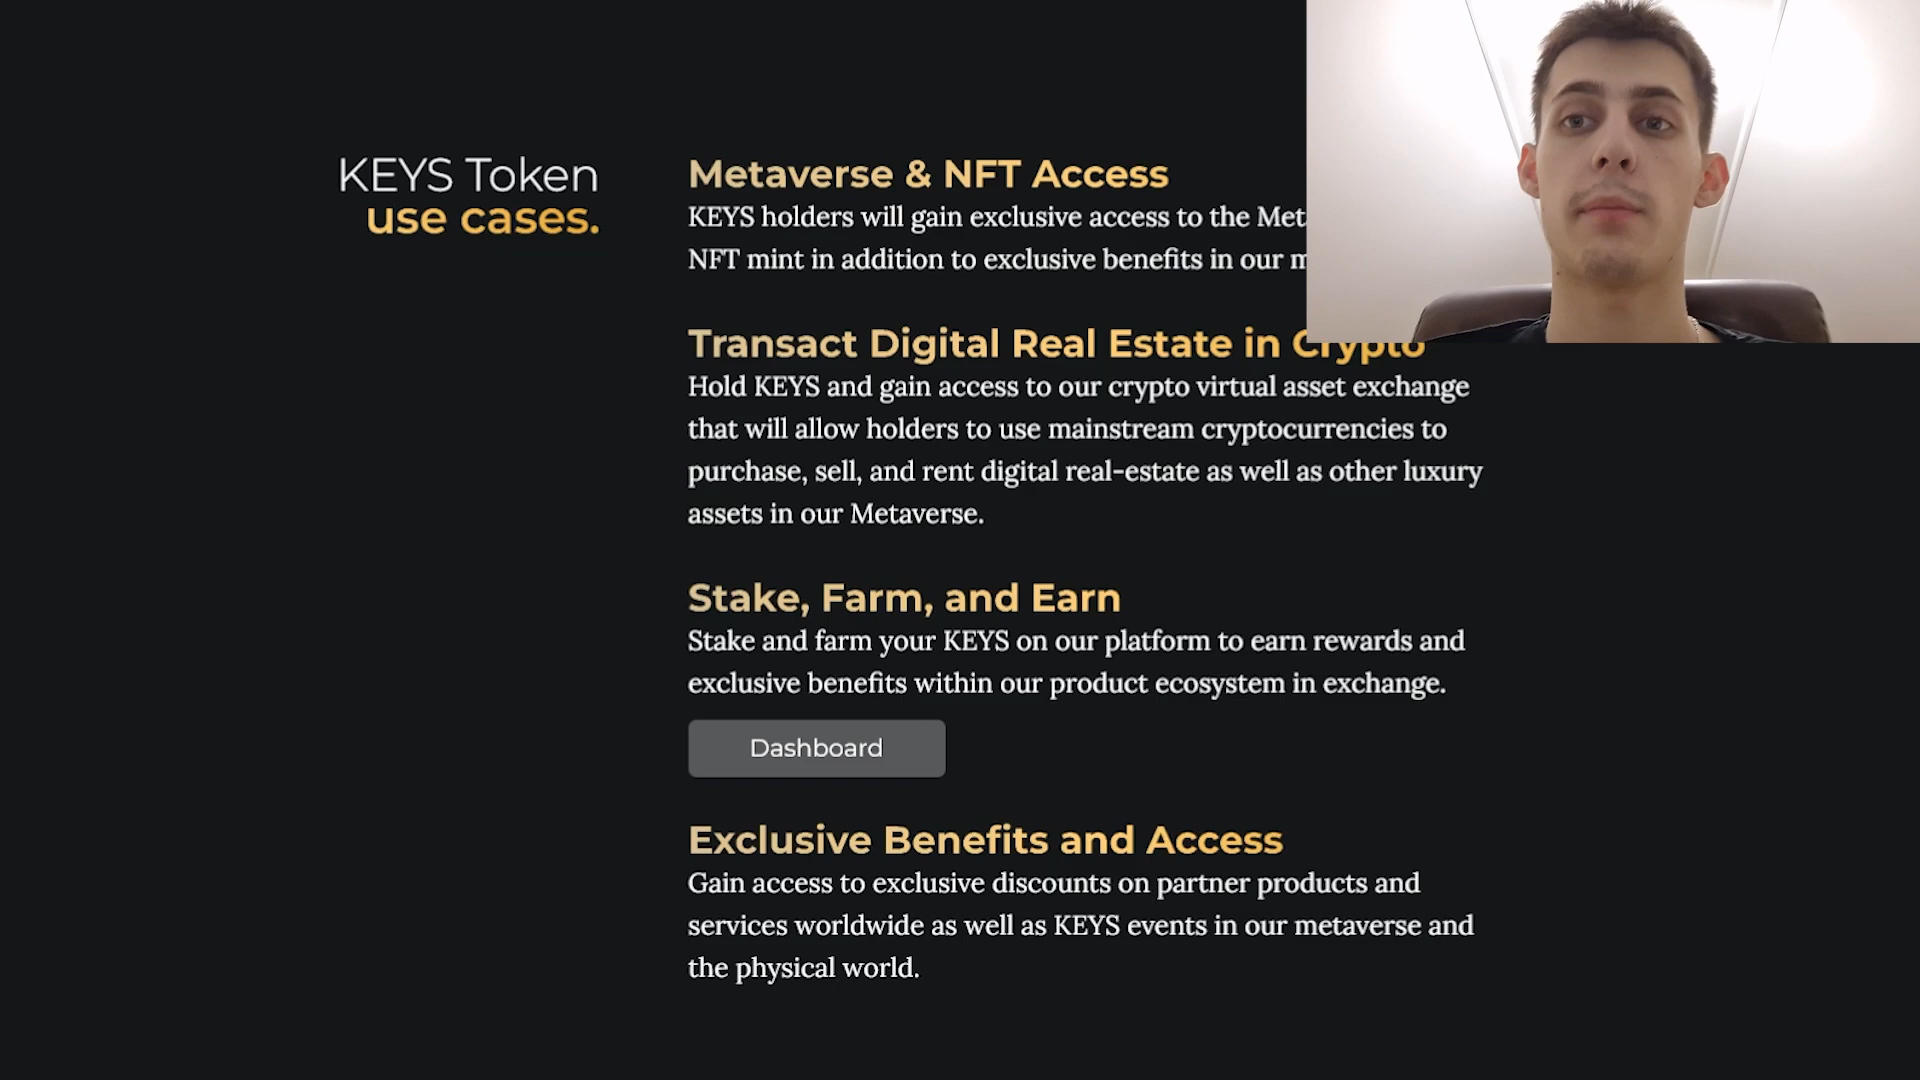 KEYS Token
use cases.
Metaverse & NFT Access
KEYS holders will gain exclusive access to the
NFT mint in addition to exclusive benefits in our
Transact Digital Real Estate in Crypto
Hold KEYS and gain access to our crypto virtual asset exchange
that will allow holders to use mainstream cryptocurrencies to
purchase, sell, and rent digital real-estate as well as other luxury
assets in our Metaverse.
Stake, Farm, and Earn
Stake and farm your KEYS on our platform to earn rewards and
exclusive benefits within our product ecosystem in exchange.
Dashboard
Exclusive Benefits and Access
Gain access to exclusive discounts on partner products and
services worldwide as well as KEYS events in our metaverse and
the physical world.